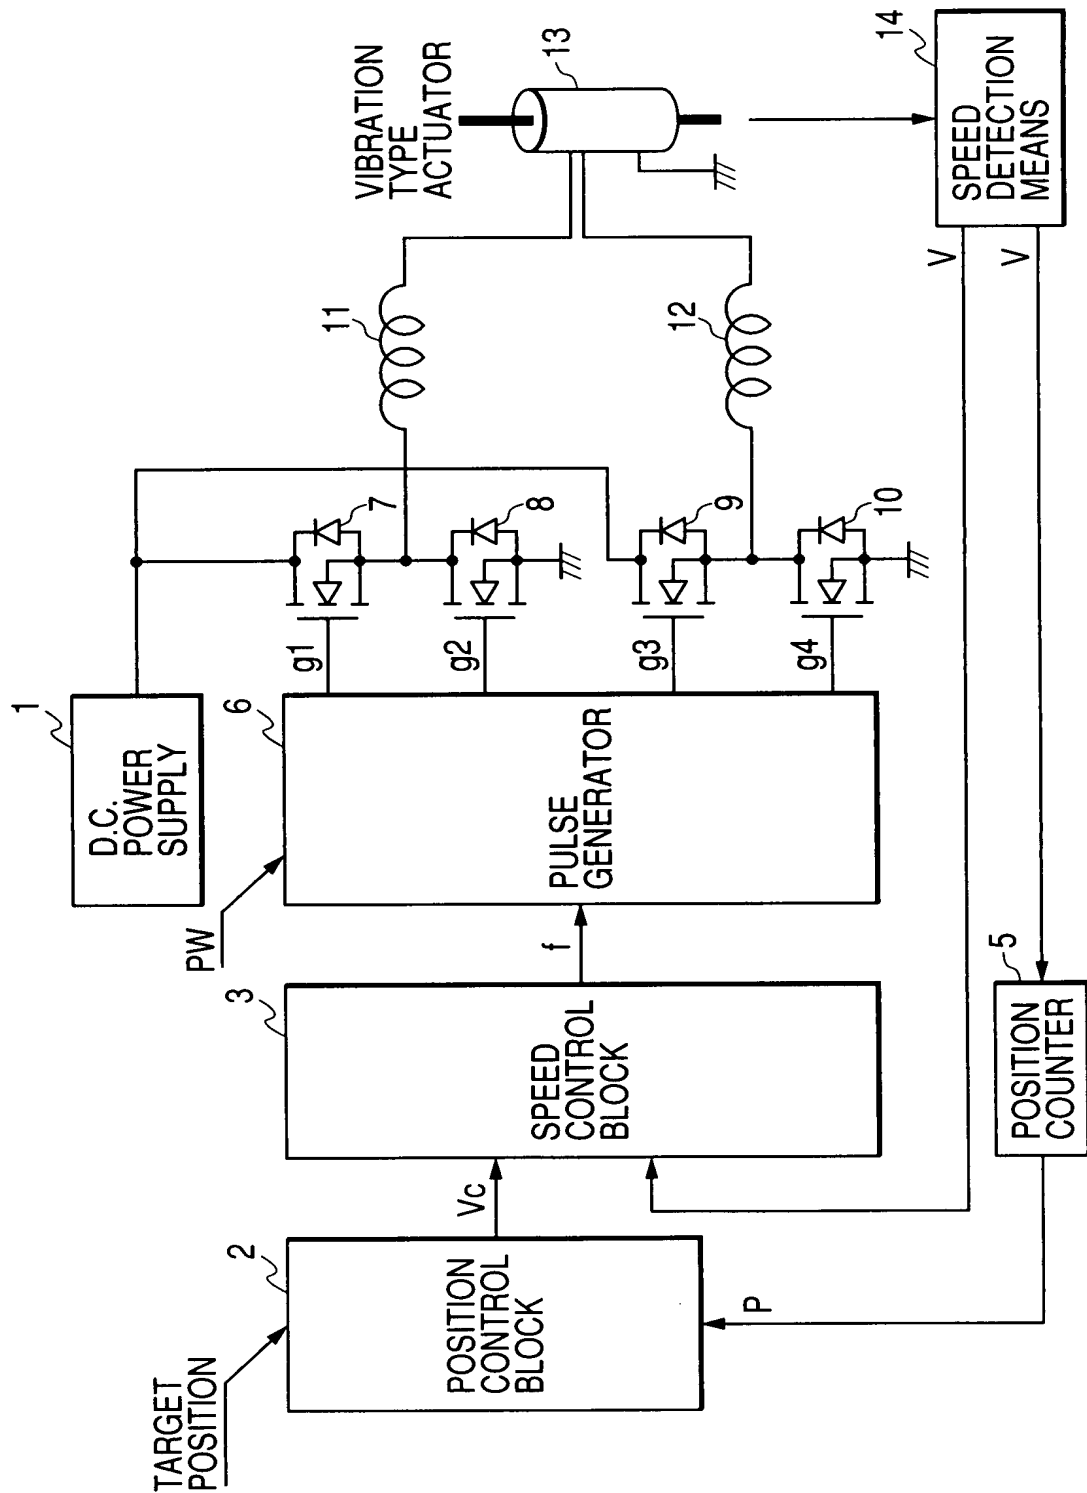 1
D.C.
POWER
SUPPLY
TARGET
POSITION
2
POSITION
CONTROL
BLOCK
Vc
3
SPEED
CONTROL
BLOCK
f
PW
6
PULSE
GENERATOR
g1
g2
g3
g4
7
8
9
10
11
12
VIBRATION
TYPE
ACTUATOR
13
14
SPEED
DETECTION
MEANS
V
V
5
POSITION
COUNTER
P